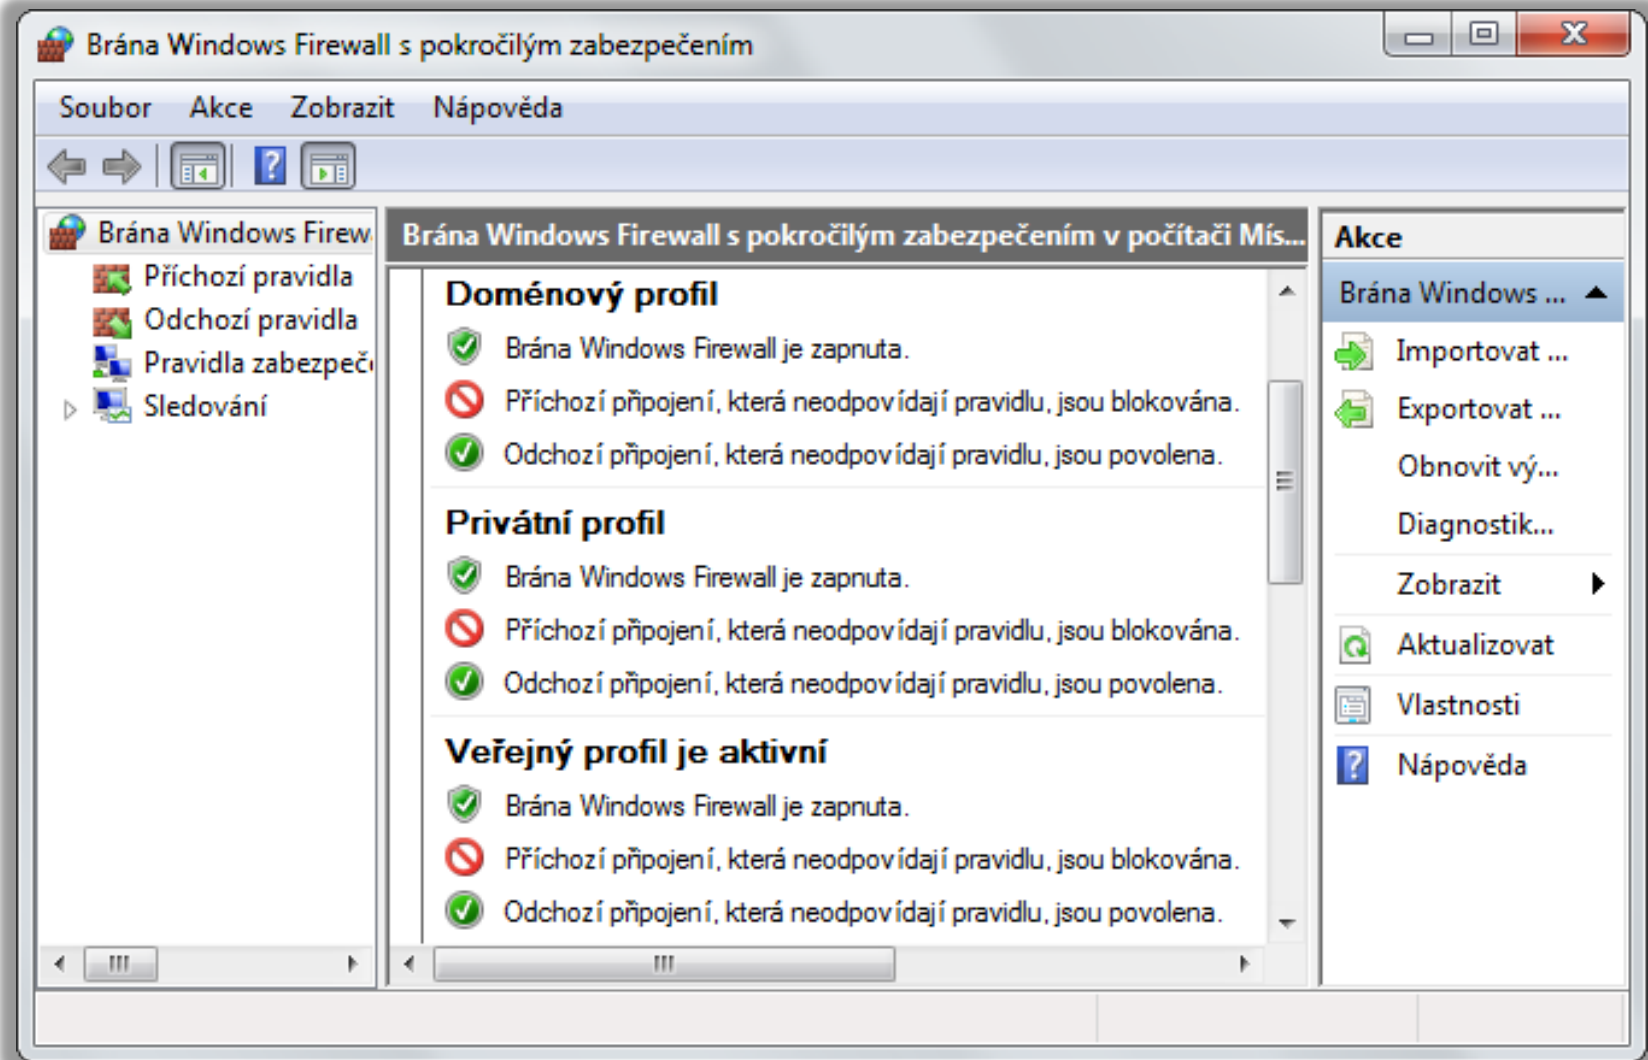 Brána Windows Firewall s pokročilým zabezpečením
Soubor Akce Zobrazit Nápověda
Brána Windows Firew
Příchozí pravidla
Odchozí pravidla
Pravidla zabezpeč
Sledování
Brána Windows Firewall s pokročilým zabezpečením v počítači Mís...
Doménový profil
Brána Windows Firewall je zapnuta.
Příchozí připojení, která neodpovídají pravidlu, jsou blokována.
Odchozí připojení, která neodpovídají pravidlu, jsou povolena.
Privátní profil
Brána Windows Firewall je zapnuta.
Příchozí připojení, která neodpovídají pravidlu, jsou blokována.
Odchozí připojení, která neodpovídají pravidlu, jsou povolena.
Veřejný profil je aktivní
Brána Windows Firewall je zapnuta.
Příchozí připojení, která neodpovídají pravidlu, jsou blokována.
Odchozí připojení, která neodpovídají pravidlu, jsou povolena.
Akce
Brána Windows ...
Importovat ...
Exportovat ...
Obnovit vý...
Diagnostik...
Zobrazit
Aktualizovat
Vlastnosti
Nápověda